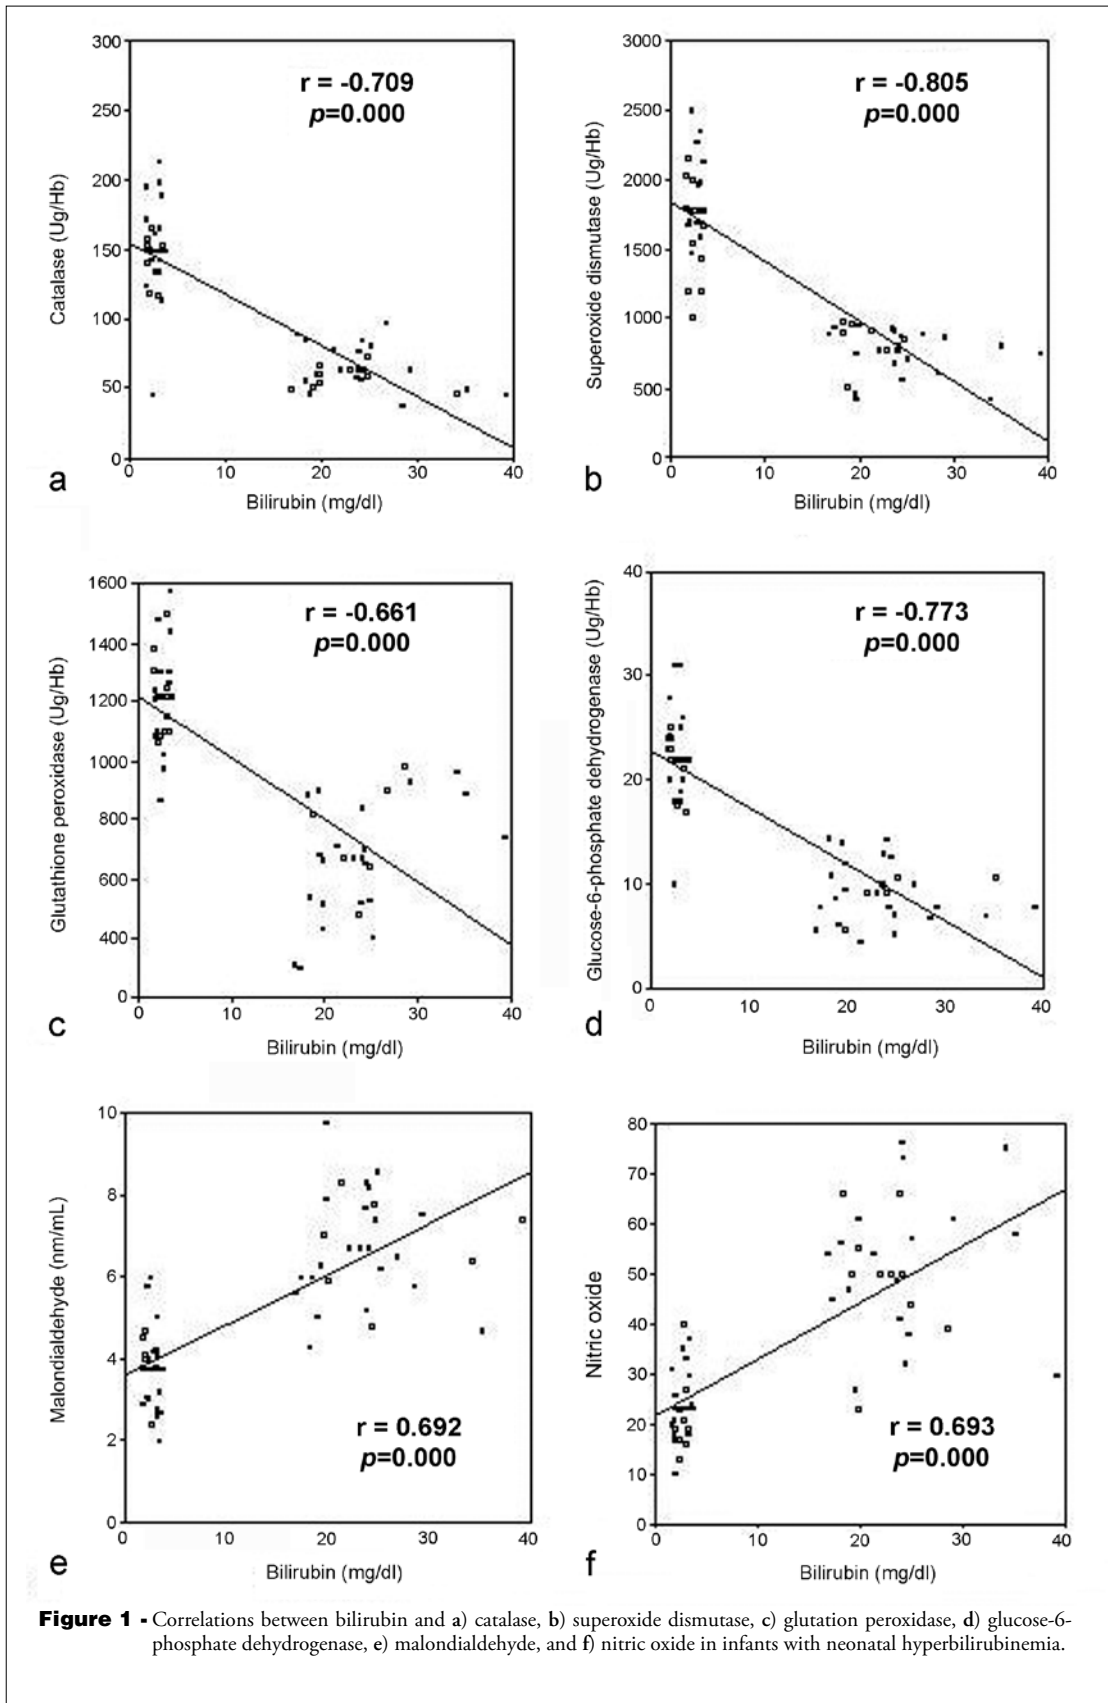 300
250
200
150
100
50
0
0 10 20 30 40
Catalase (Ug/Hb)
r = -0.709
p=0.000
a
Bilirubin (mg/dl)
3000
2500
2000
1500
1000
500
0
0 10 20 30 40
Superoxide dismutase (Ug/Hb)
r = -0.805
p=0.000
b
Bilirubin (mg/dl)
1600
1400
1200
1000
800
600
400
0
0 10 20 30 40
Glutathione peroxidase (Ug/Hb)
r = -0.661
p=0.000
c
Bilirubin (mg/dl)
40
30
20
10
0
0 10 20 30 40
Glucose-6-phosphate dehydrogenase (Ug/Hb)
r = -0.773
p=0.000
d
Bilirubin (mg/dl)
10
8
6
4
2
0
0 10 20 30 40
Malondialdehyde (nm/mL)
r = 0.692
p=0.000
e
Bilirubin (mg/dl)
80
70
60
50
40
30
20
10
0
0 10 20 30 40
Nitric oxide
r = 0.693
p=0.000
f
Bilirubin (mg/dl)
Figure 1 - Correlations between bilirubin and a) catalase, b) superoxide dismutase, c) glutation peroxidase, d) glucose-6-
phosphate dehydrogenase, e) malondialdehyde, and f) nitric oxide in infants with neonatal hyperbilirubinemia.